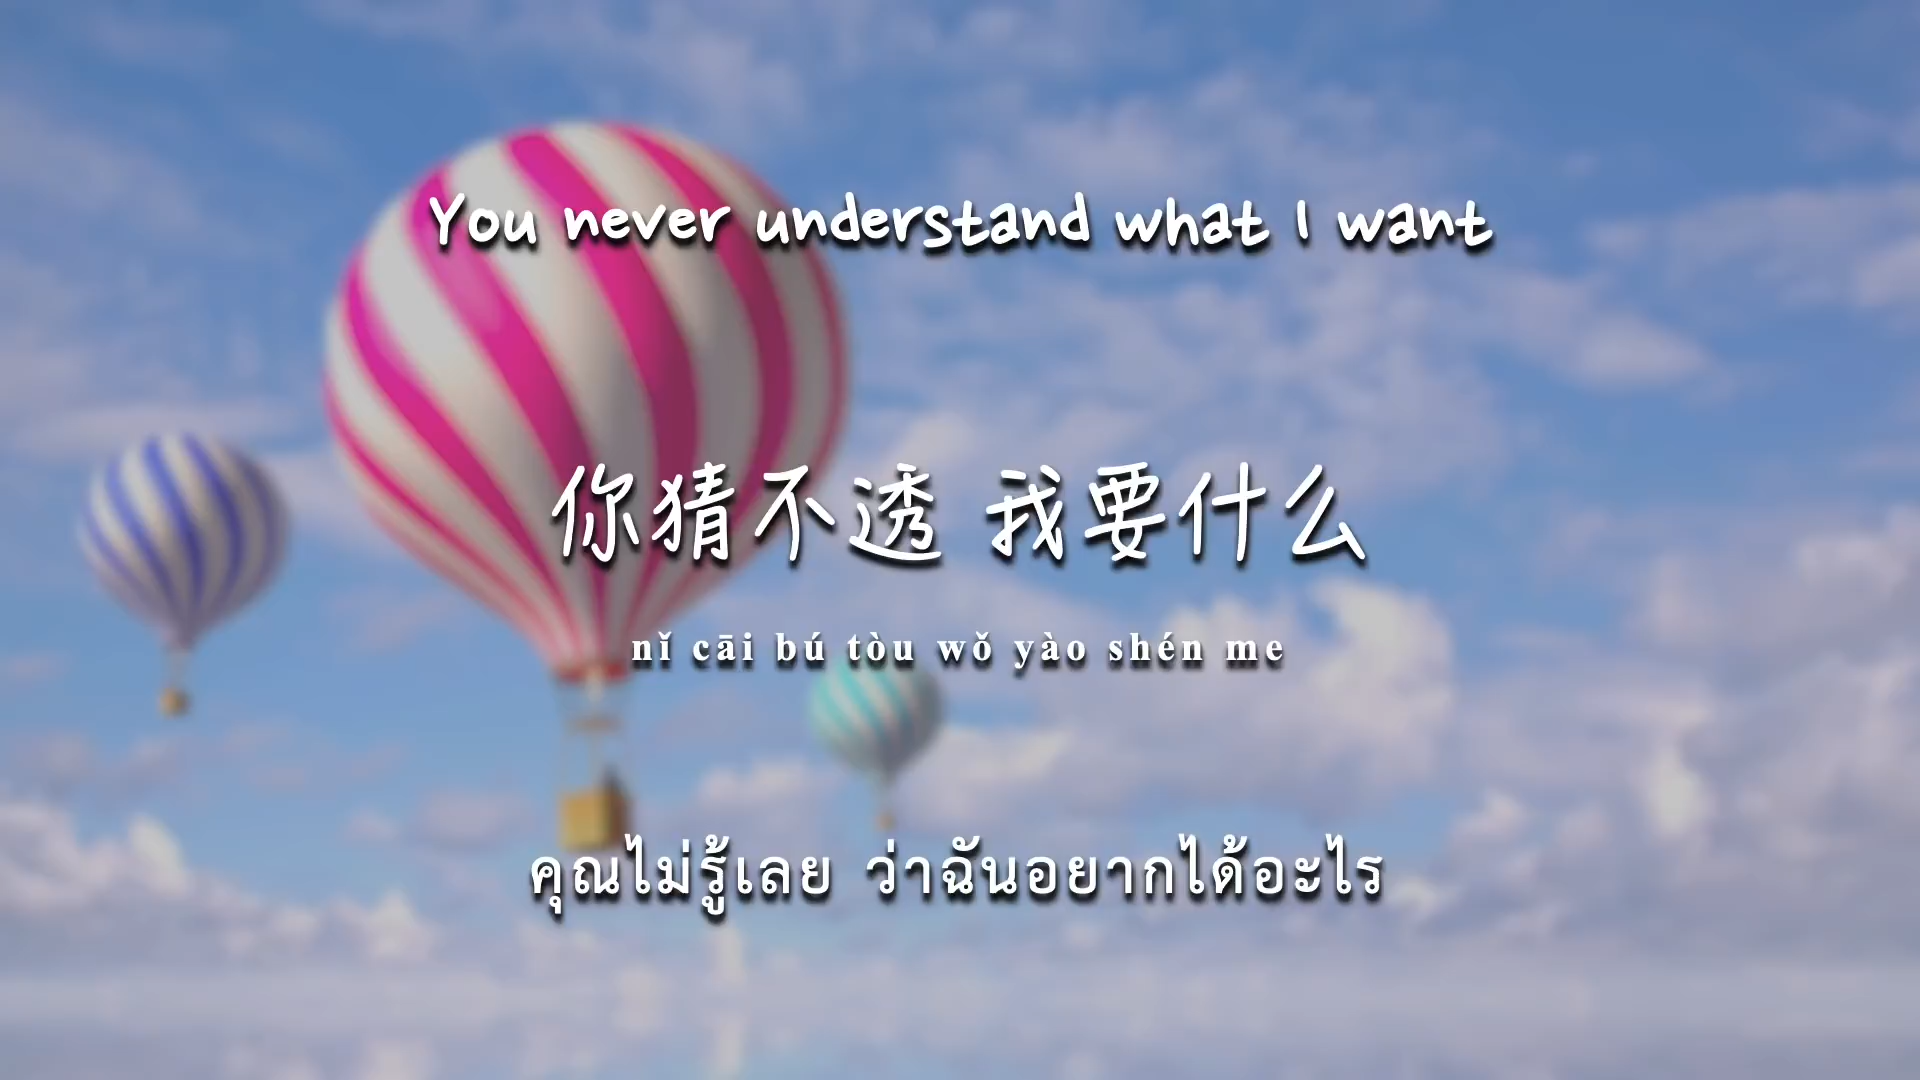 You never understand what I want
你猜不透 我要什么
nǐ cāi bú tòu wǒ yào shén me
คุณไม่รู้เลย ว่าฉันอยากได้อะไร